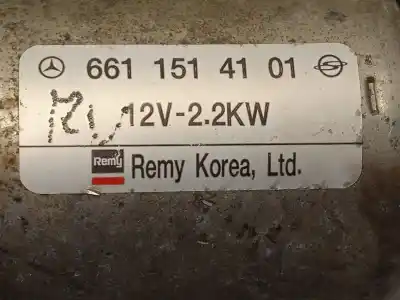 661 151 41 01
12V-2.2KW
Remy
Remy Korea, Ltd.